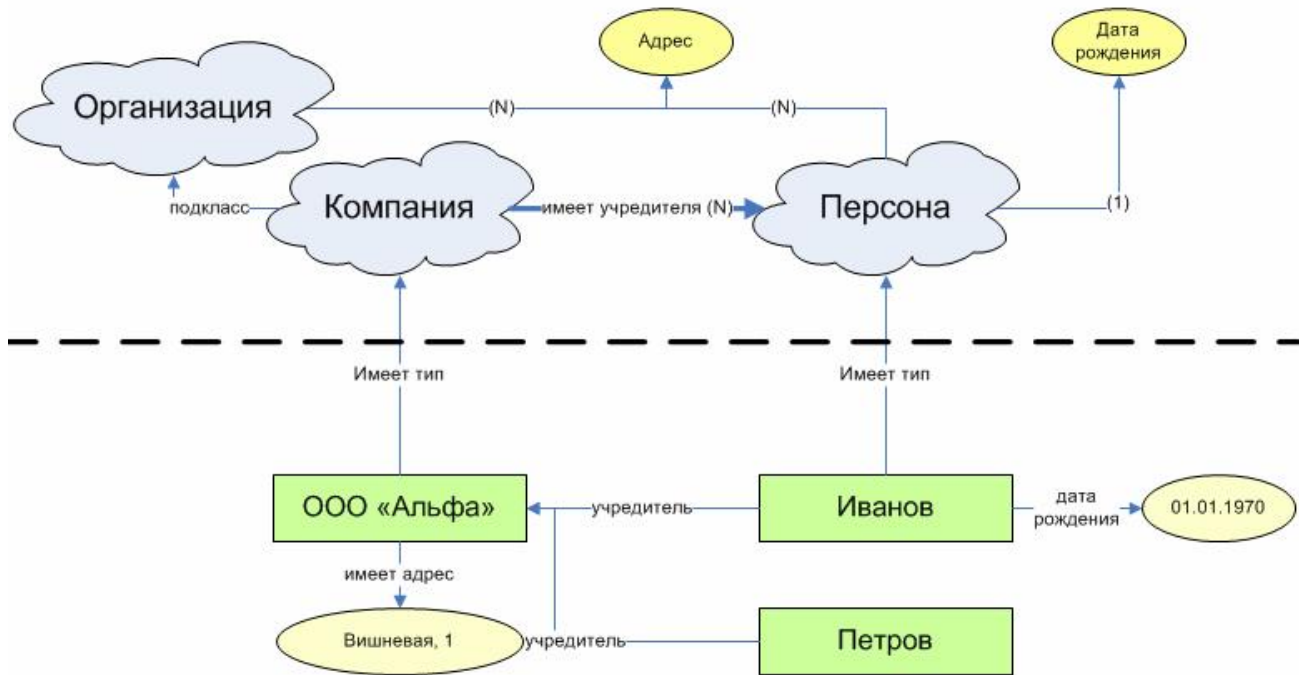 Адрес
Дата
рождения
Организация
(N)
(N)
подкласс
Компания
имеет учредителя (N)
Персона
(1)
Имеет тип
Имеет тип
ООО «Альфа»
учредитель
Иванов
дата
рождения
01.01.1970
имеет адрес
Вишневая, 1
учредитель
Петров